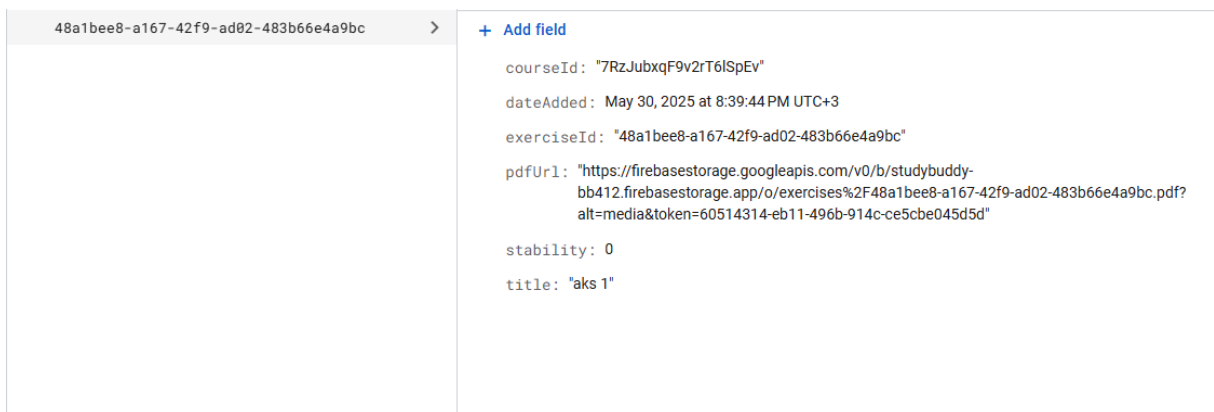 48a1bee8-a167-42f9-ad02-483b66e4a9bc
+ Add field
courseId: "7RzJubxqF9v2rT6lSpEv"
dateAdded: May 30, 2025 at 8:39:44 PM UTC+3
exerciseId: "48a1bee8-a167-42f9-ad02-483b66e4a9bc"
pdfUrl: "https://firebasestorage.googleapis.com/v0/b/studybuddy-
bb412.firebasestorage.app/o/exercises%2F48a1bee8-a167-42f9-ad02-483b66e4a9bc.pdf?
alt=media&token=60514314-eb11-496b-914c-ce5cbe045d5d"
stability: 0
title: "aks 1"